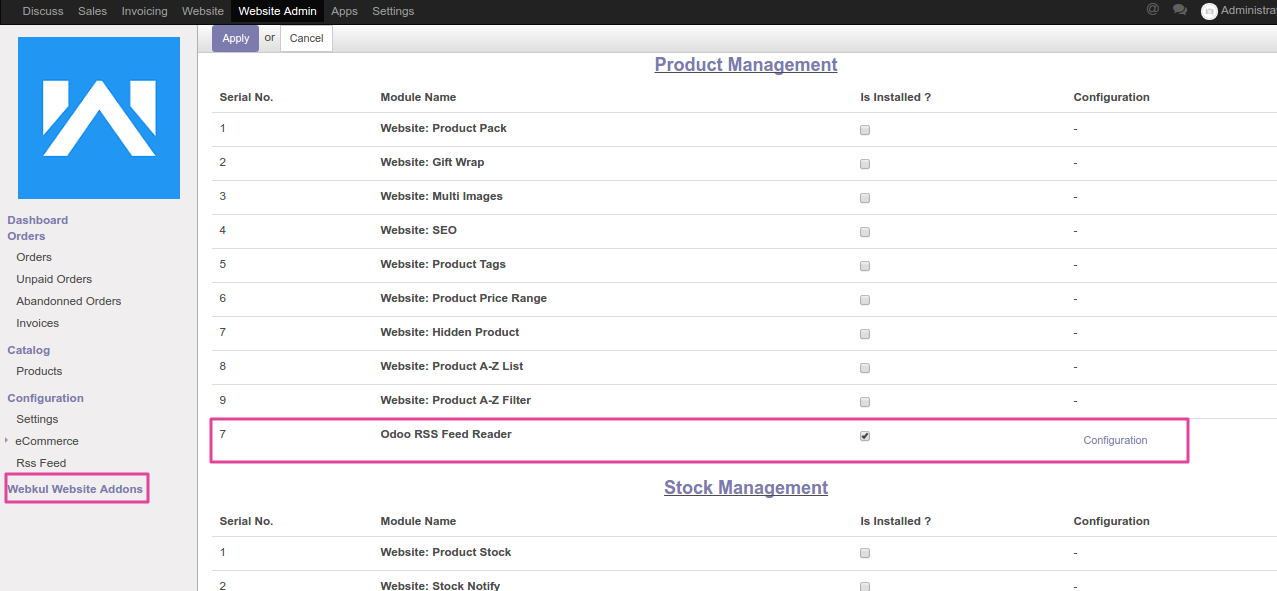 Discuss Sales Invoicing Website Website Admin Apps Settings @ Administra
Apply or Cancel
Product Management
Serial No. Module Name Is Installed ? Configuration
1 Website: Product Pack -
2 Website: Gift Wrap -
3 Website: Multi Images -
4 Website: SEO -
5 Website: Product Tags -
6 Website: Product Price Range -
7 Website: Hidden Product -
8 Website: Product A-Z List -
9 Website: Product A-Z Filter -
7 Odoo RSS Feed Reader Configuration
Stock Management
Serial No. Module Name Is Installed ? Configuration
1 Website: Product Stock -
2 Website: Stock Notify -
Dashboard
Orders
Orders
Unpaid Orders
Abandonned Orders
Invoices
Catalog
Products
Configuration
Settings
eCommerce
Rss Feed
Webkul Website Addons